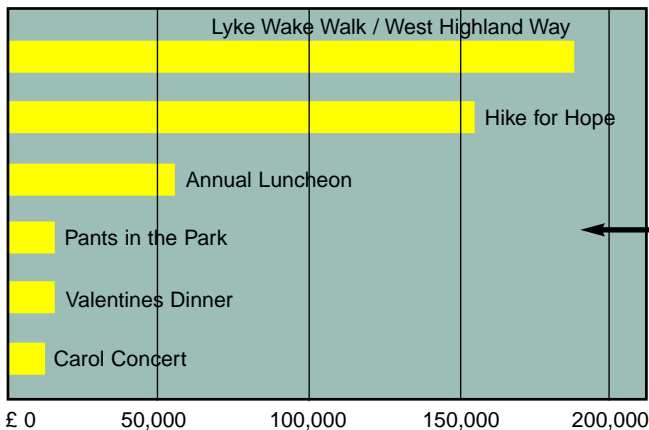 Lyke Wake Walk / West Highland Way
Hike for Hope
Annual Luncheon
Pants in the Park
Valentines Dinner
Carol Concert
£ 0 50,000 100,000 150,000 200,000